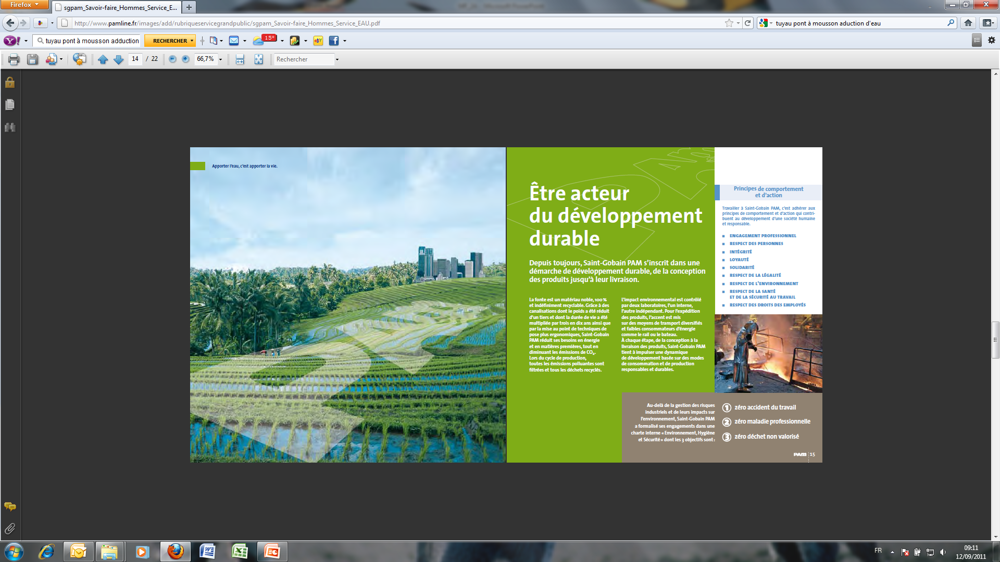 Firefox
sgpam_Savoir-faire_Hommes_Service_E...
http://www.pamline.fr/images/add/rubriqueservicegrandpublic/sgpam_Savoir-faire_Hommes_Service_EAU.pdf
tuyau pont à mousson aduction d'eau
tuyau pont à mousson adduction
RECHERCHER
15°
14 / 22
66,7%
Rechercher
Apporter l'eau, c'est apporter la vie.
Être acteur
du développement
durable
Depuis toujours, Saint-Gobain PAM s'inscrit dans une
démarche de développement durable, de la conception
des produits jusqu'à leur livraison.
La fonte est un matériau noble, 100 %
et indéfiniment recyclable. Grâce à des
canalisations dont le poids a été réduit
d'un tiers et dont la durée de vie a été
multipliée par trois en dix ans ainsi que
par la mise au point de techniques de
pose plus ergonomiques, Saint-Gobain
PAM réduit ses besoins en énergie
et en matières premières, tout en
diminuant les émissions de CO₂.
Lors du cycle de production,
toutes les émissions polluantes sont
filtrées et tous les déchets recyclés.
L'impact environnemental est contrôlé
par deux laboratoires, l'un interne,
l'autre indépendant. Pour l'expédition
des produits, l'accent est mis
sur des moyens de transport diversifiés
et faibles consommateurs d'énergie
comme le rail ou le bateau.
À chaque étape, de la conception à la
livraison des produits, Saint-Gobain PAM
tient à impulser une dynamique
de développement basée sur des modes
de consommation et de production
responsables et durables.
Principes de comportement
et d'action
Travailler à Saint-Gobain PAM, c'est adhérer aux
principes de comportement et d'action qui contri-
buent au développement d'une société humaine
et responsable.
ENGAGEMENT PROFESSIONNEL
RESPECT DES PERSONNES
INTÉGRITÉ
LOYAUTÉ
SOLIDARITÉ
RESPECT DE LA LÉGALITÉ
RESPECT DE L'ENVIRONNEMENT
RESPECT DE LA SANTÉ
ET DE LA SÉCURITÉ AU TRAVAIL
RESPECT DES DROITS DES EMPLOYÉS
Au-delà de la gestion des risques
industriels et de leurs impacts sur
l'environnement, Saint-Gobain PAM
a formalisé ses engagements dans une
charte interne « Environnement, Hygiène
et Sécurité » dont les 3 objectifs sont :
1 zéro accident du travail
2 zéro maladie professionnelle
3 zéro déchet non valorisé
PAM 15
FR
09:11
12/09/2011